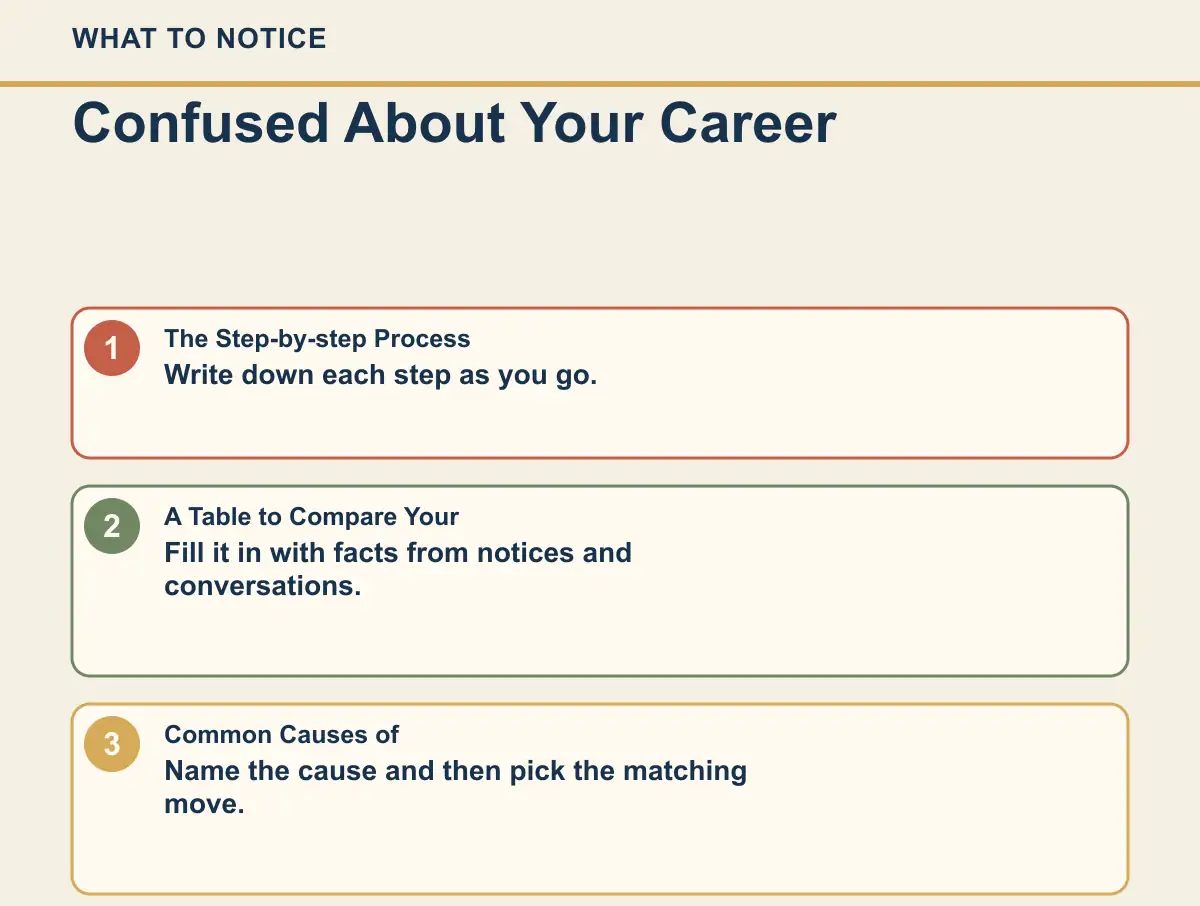 WHAT TO NOTICE
Confused About Your Career
1
The Step-by-step Process
Write down each step as you go.
2
A Table to Compare Your
Fill it in with facts from notices and
conversations.
3
Common Causes of
Name the cause and then pick the matching
move.